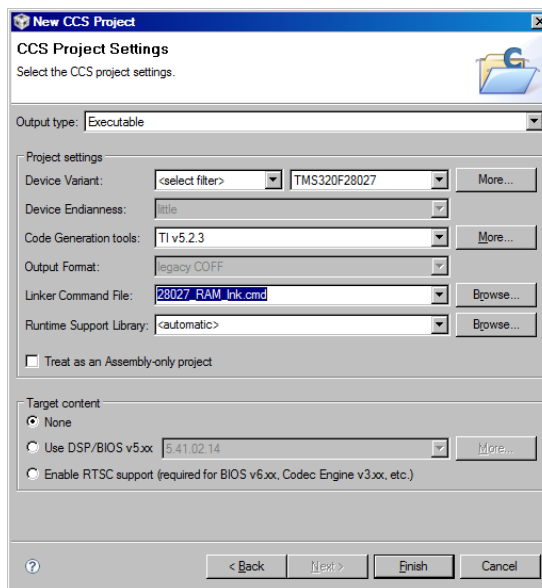 New CCS Project
CCS Project Settings
Select the CCS project settings.
Output type: Executable
Project settings
Device Variant: <select filter> TMS320F28027 More...
Device Endianness: little
Code Generation tools: TI v5.2.3 More...
Output Format: legacy COFF
Linker Command File: 28027_RAM_lnk.cmd Browse...
Runtime Support Library: <automatic> Browse...
Treat as an Assembly-only project
Target content
None
Use DSP/BIOS v5.xx 5.41.02.14 More...
Enable RTSC support (required for BIOS v6.xx, Codec Engine v3.xx, etc.)
< Back Next > Finish Cancel